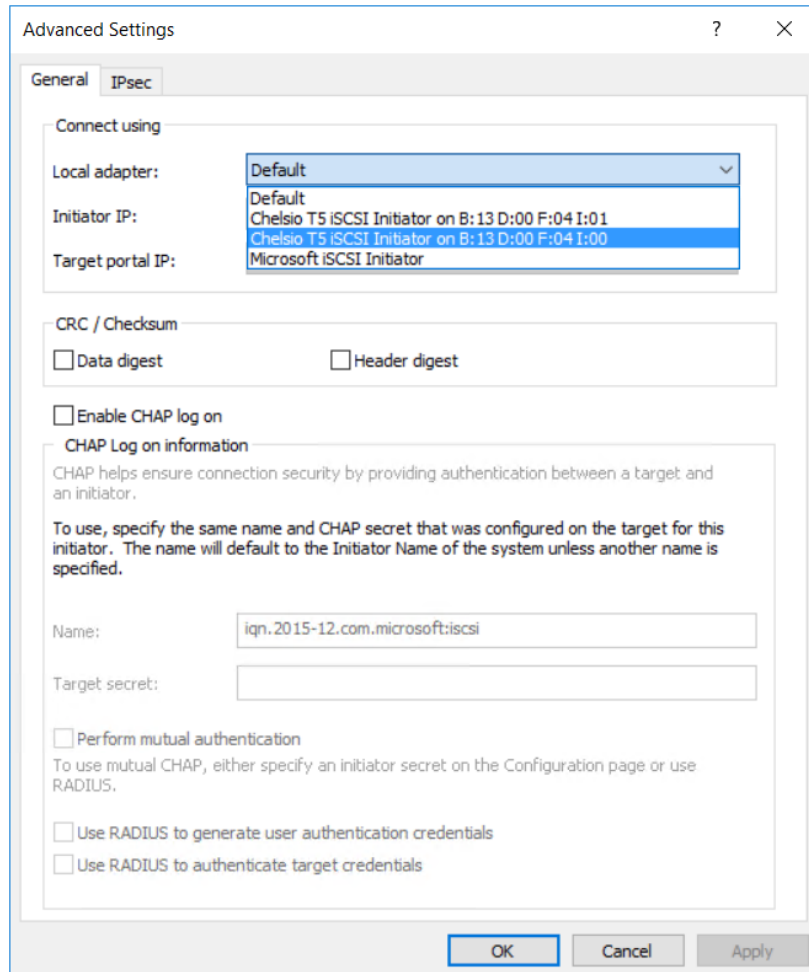 Advanced Settings
?
General
IPsec
Connect using
Local adapter:
Default
Default
Initiator IP:
Chelsio T5 iSCSI Initiator on B:13 D:00 F:04 I:01
Chelsio T5 iSCSI Initiator on B:13 D:00 F:04 I:00
Target portal IP:
Microsoft iSCSI Initiator
CRC / Checksum
Data digest
Header digest
Enable CHAP log on
CHAP Log on information
CHAP helps ensure connection security by providing authentication between a target and
an initiator.
To use, specify the same name and CHAP secret that was configured on the target for this
initiator.  The name will default to the Initiator Name of the system unless another name is
specified.
Name:
iqn.2015-12.com.microsoft:iscsi
Target secret:
Perform mutual authentication
To use mutual CHAP, either specify an initiator secret on the Configuration page or use
RADIUS.
Use RADIUS to generate user authentication credentials
Use RADIUS to authenticate target credentials
OK
Cancel
Apply